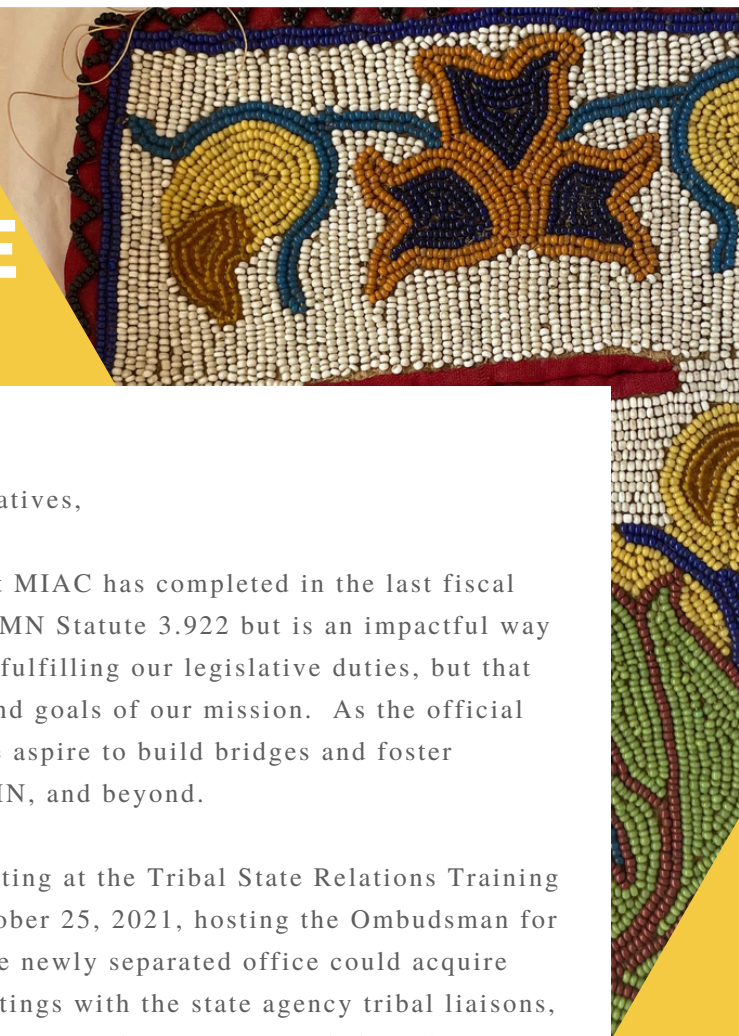 E
atives,
MIAC has completed in the last fiscal
MN Statute 3.922 but is an impactful way
fulfilling our legislative duties, but that
nd goals of our mission. As the official
aspire to build bridges and foster
IN, and beyond.
ting at the Tribal State Relations Training
ober 25, 2021, hosting the Ombudsman for
e newly separated office could acquire
tings with the state agency tribal liaisons,